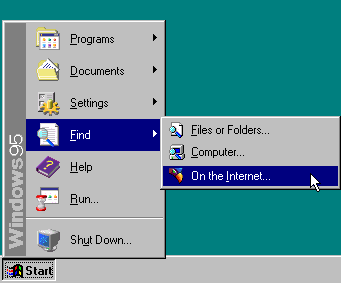 Programs
Documents
Settings
Find
Help
Run...
Shut Down...
Files or Folders...
Computer...
On the Internet...
Windows95
Start